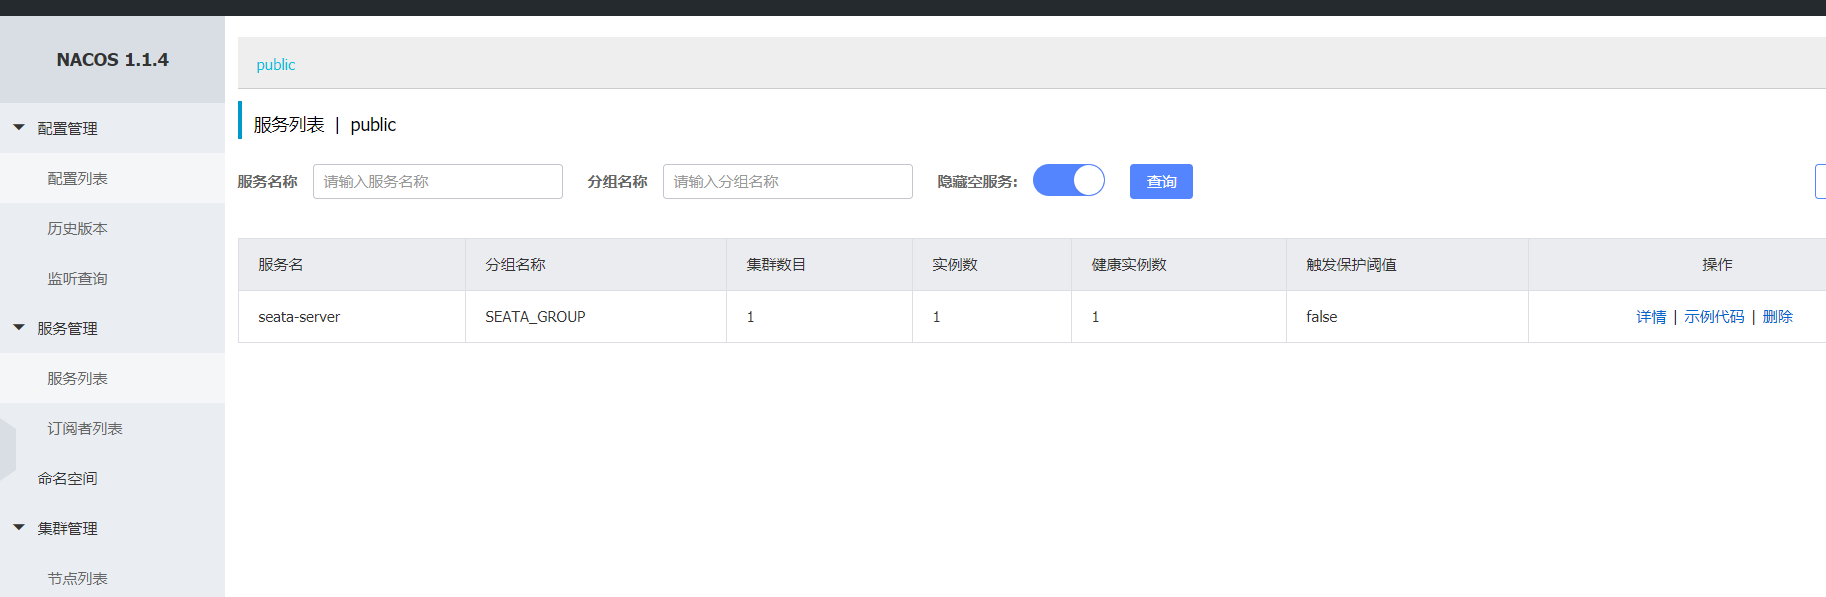 NACOS 1.1.4
配置管理
配置列表
历史版本
监听查询
服务管理
服务列表
订阅者列表
命名空间
集群管理
节点列表
public
服务列表 | public
服务名称 请输入服务名称 分组名称 请输入分组名称 隐藏空服务: 查询
服务名 分组名称 集群数目 实例数 健康实例数 触发保护阈值 操作
seata-server SEATA_GROUP 1 1 1 false 详情 | 示例代码 | 删除